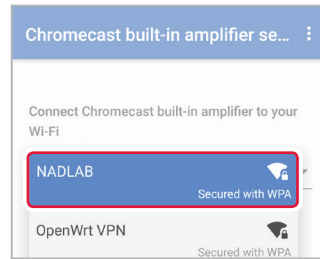 Chromecast built-in amplifier se...
Connect Chromecast built-in amplifier to your
Wi-Fi
NADLAB
Secured with WPA
OpenWrt VPN
Secured with WPA